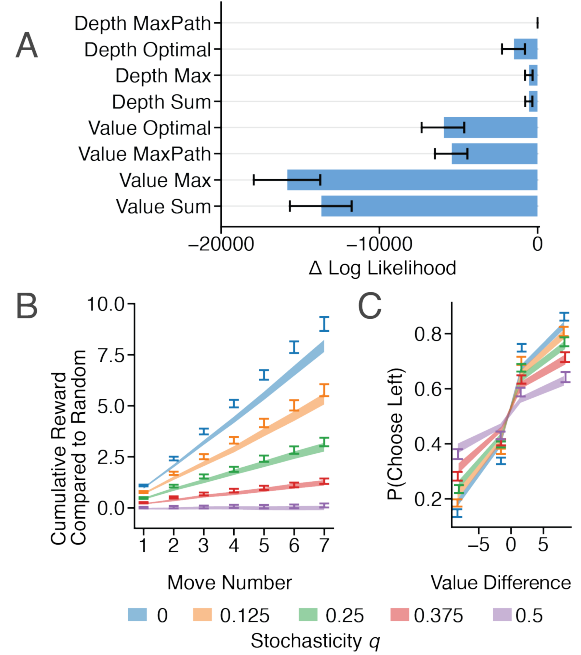 A
Depth MaxPath
Depth Optimal
Depth Max
Depth Sum
Value Optimal
Value MaxPath
Value Max
Value Sum
−20000 −10000 0
Δ Log Likelihood
B
Cumulative Reward
Compared to Random
10.0
7.5
5.0
2.5
0.0
1 2 3 4 5 6 7
Move Number
C
P(Choose Left)
0.8
0.6
0.4
0.2
−5 0 5
Value Difference
0 0.125 0.25 0.375 0.5
Stochasticity q